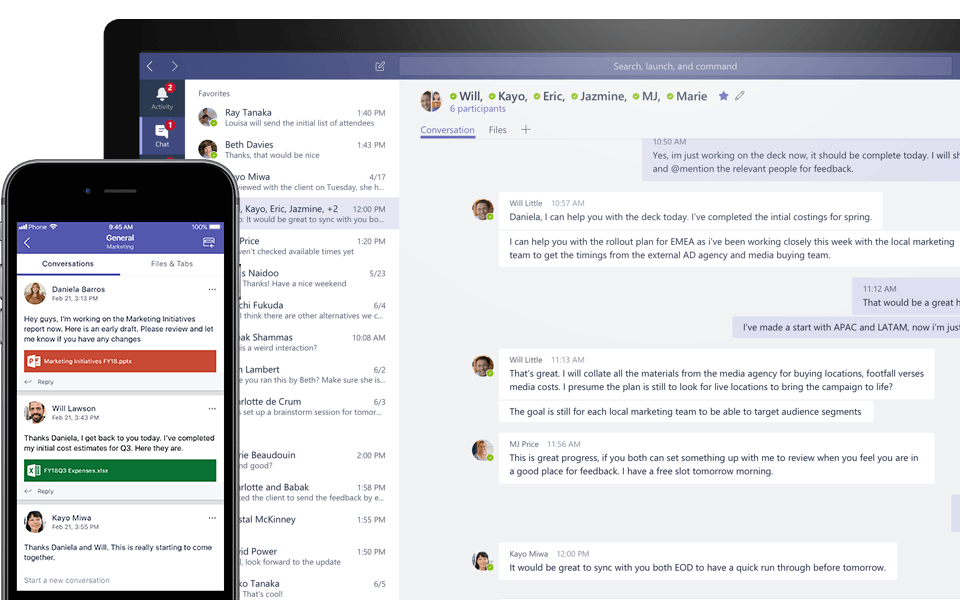 Search, launch, and command
2
Activity
1
Chat
Favorites
Ray Tanaka 1:40 PM
Louisa will send the initial list of attendees
Beth Davies 1:43 PM
Thanks, that would be nice
yo Miwa 4/17
viewed with the client on Tuesday, she h...
, Kayo, Eric, Jazmine, +2 12:00 PM
: It would be great to sync with you bo...
Price 1:20 PM
ven't checked available times yet
s Naidoo 5/23
Thanks! Have a nice weekend
chi Fukuda 6/4
I think there are other alternatives we c...
ak Shammas 10:08 AM
is a weird interaction?
n Lambert 6/2
e you ran this by Beth? Make sure she is...
rlotte de Crum 6/3
s set up a brainstorm session for tomor...
rie Beaudouin 2:00 PM
nd good?
rlotte and Babak 1:58 PM
ked the client to send the feedback by e...
stal McKinney 1:55 PM
vid Power 1:50 PM
, look forward to the update
ko Tanaka 6/5
That's cool!
Will, Kayo, Eric, Jazmine, MJ, Marie
6 participants
Conversation Files +
10:50 AM
Yes, im just working on the deck now, it should be complete today. I will sh
and @mention the relevant people for feedback.
Will Little 10:57 AM
Daniela, I can help you with the deck today. I've completed the intial costings for spring.
I can help you with the rollout plan for EMEA as i've been working closely this week with the local marketing
team to get the timings from the external AD agency and media buying team.
11:12 AM
That would be a great h
I've made a start with APAC and LATAM, now i'm just
Will Little 11:13 AM
That's great. I will collate all the materials from the media agency for buying locations, footfall verses
media costs. I presume the plan is still to look for live locations to bring the campaign to life?
The goal is still for each local marketing team to be able to target audience segments
MJ Price 11:56 AM
This is great progress, if you both can set something up with me to review when you feel you are in
a good place for feedback. I have a free slot tomorrow morning.
Kayo Miwa 12:00 PM
It would be great to sync with you both EOD to have a quick run through before tomorrow.
Phone 9:45 AM 100%
General
Marketing
Conversations Files & Tabs
Daniela Barros
Feb 21, 3:13 PM
Hey guys, I'm working on the Marketing Initiatives
report now. Here is an early draft. Please review and let
me know if you have any changes
Marketing Initiatives FY18.pptx
Reply
Will Lawson
Feb 21, 3:43 PM
Thanks Daniela, I get back to you today. I've completed
my initial cost estimates for Q3. Here they are.
FY18Q3 Expenses.xlsx
Reply
Kayo Miwa
Feb 21, 3:55 PM
Thanks Daniela and Will. This is really starting to come
together.
Start a new conversation